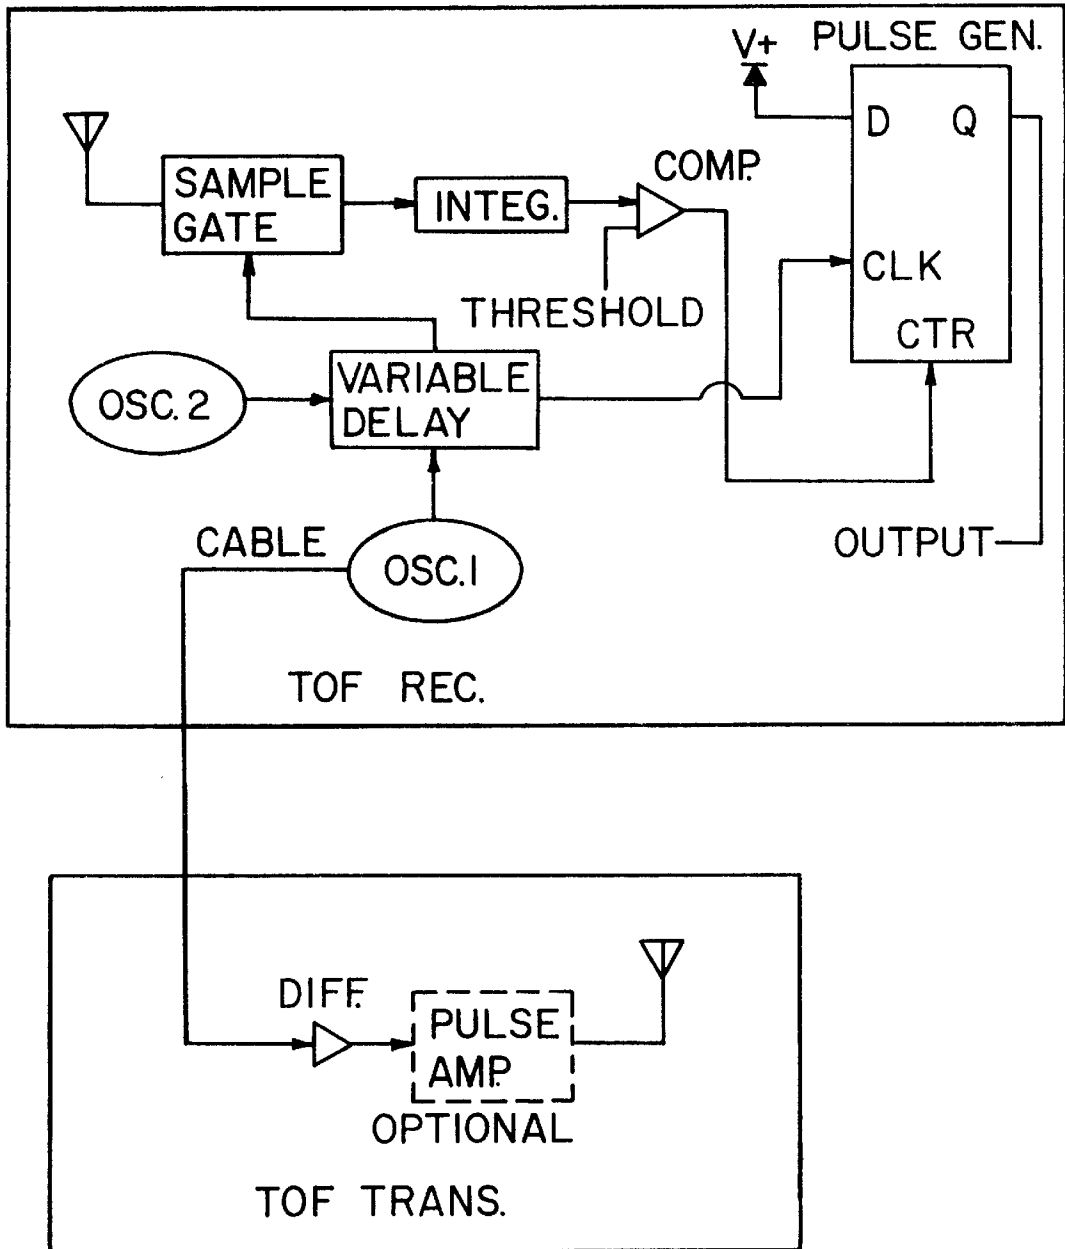 V+ PULSE GEN.
D Q
COMP.
SAMPLE
GATE
INTEG.
CLK
THRESHOLD
CTR
VARIABLE
DELAY
OSC. 2
CABLE
OSC. 1
OUTPUT
TOF REC.
DIFF.
PULSE
AMP.
OPTIONAL
TOF TRANS.